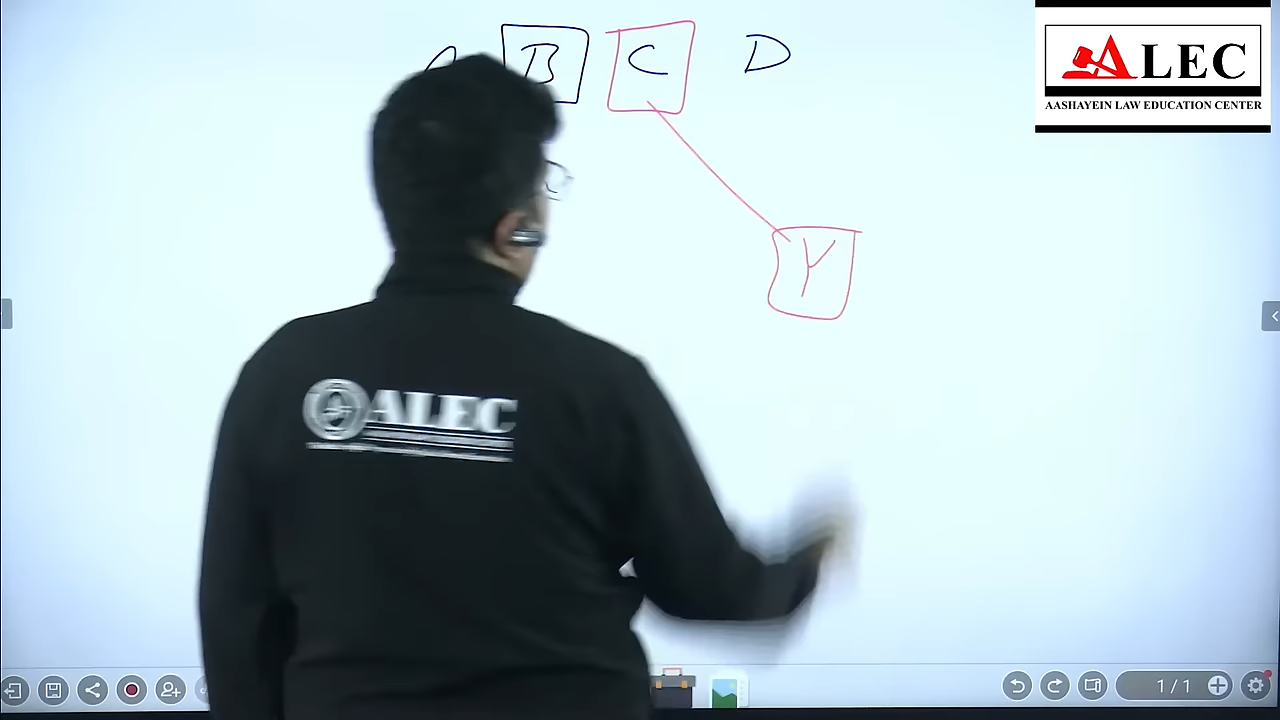 B C D
Y
ALEC
AASHAYEIN LAW EDUCATION CENTER
ALEC
1/1